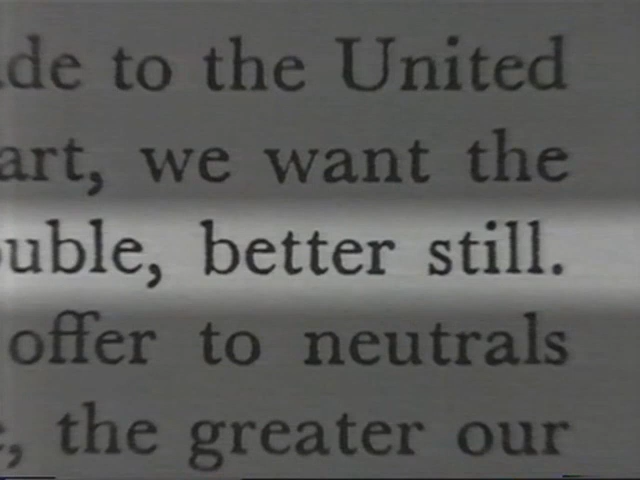 de to the United
art, we want the
uble, better still.
offer to neutrals
, the greater our